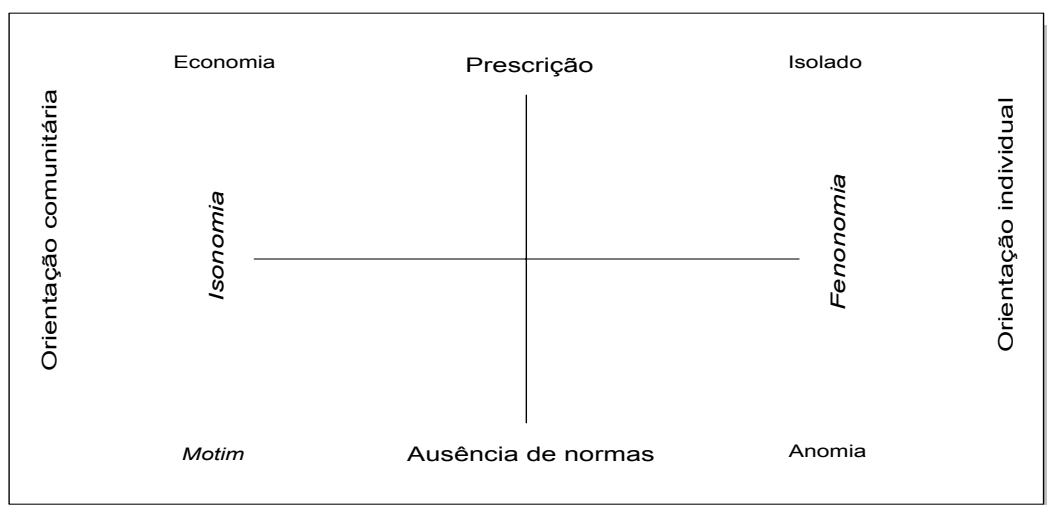 Economia
Prescrição
Isolado
Orientação comunitária
Isonomia
Fenonomia
Orientação individual
Motim
Ausência de normas
Anomia